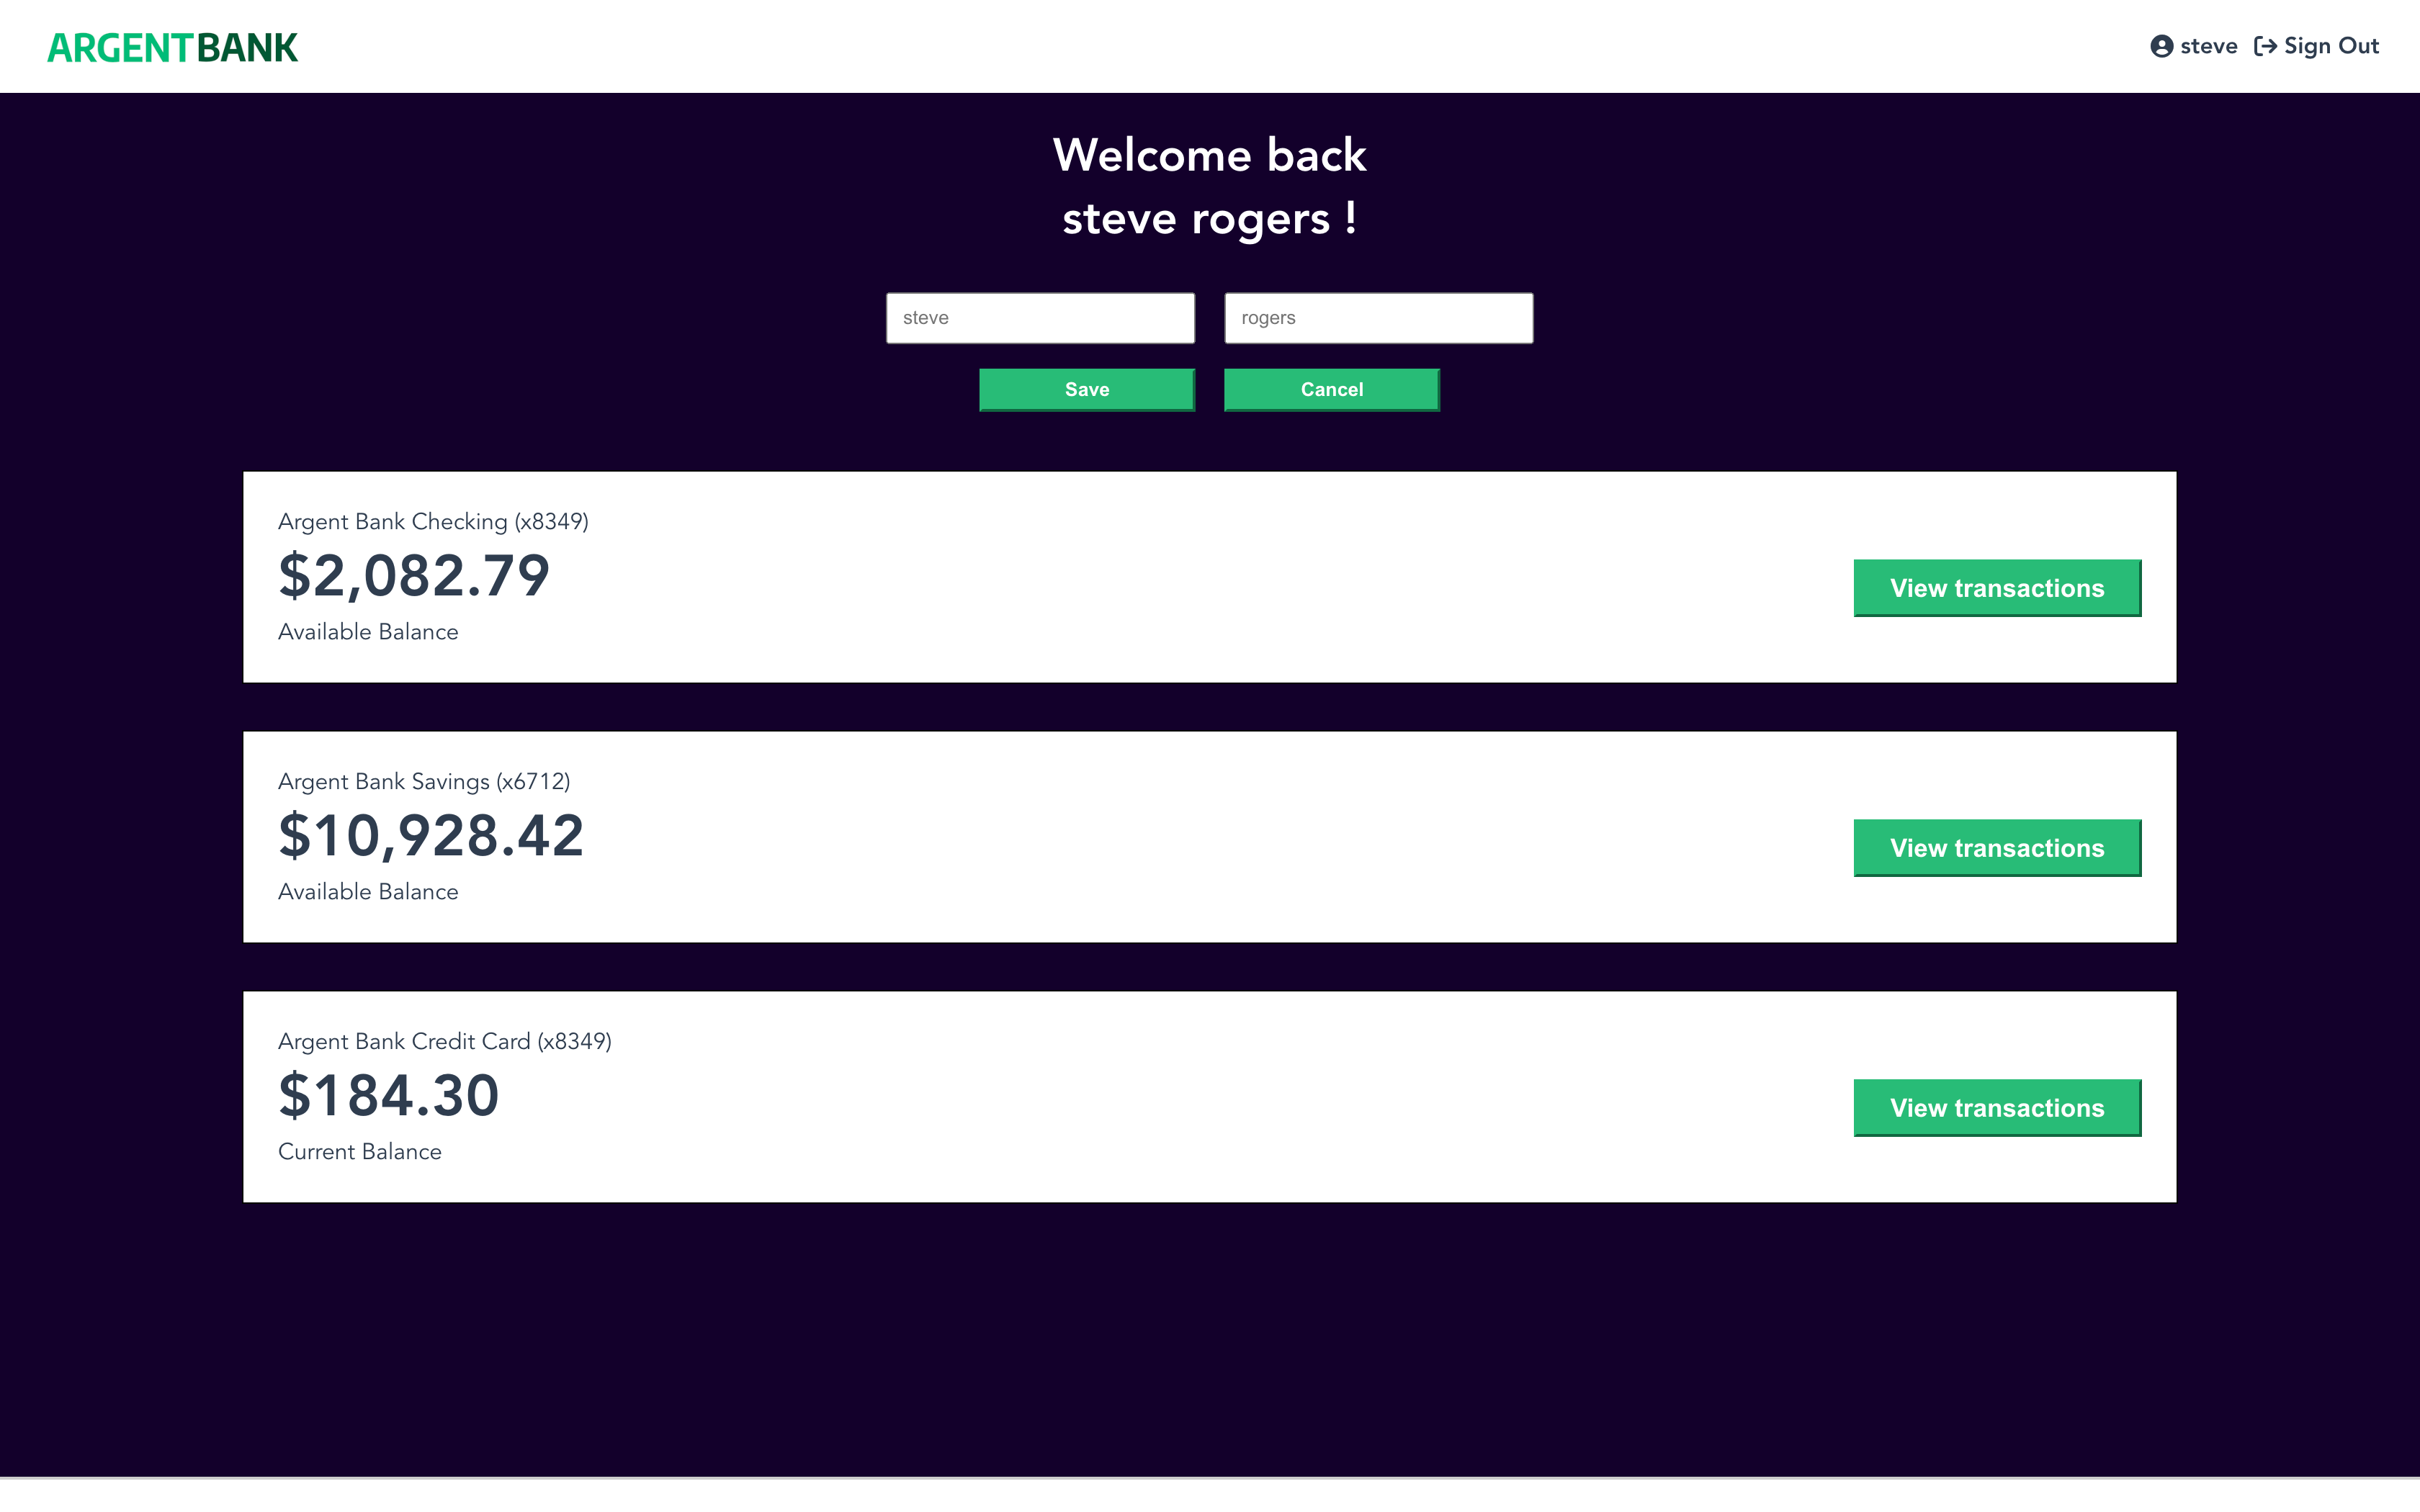 ARGENTBANK
steve Sign Out
Welcome back
steve rogers !
steve rogers
Save Cancel
Argent Bank Checking (x8349)
$2,082.79
Available Balance
View transactions
Argent Bank Savings (x6712)
$10,928.42
Available Balance
View transactions
Argent Bank Credit Card (x8349)
$184.30
Current Balance
View transactions